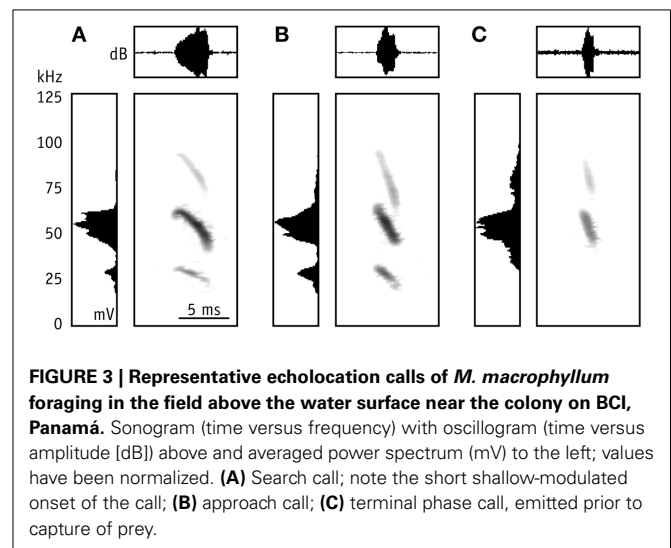 A
B
C
dB
kHz
125
100
75
50
25
0
mV
5 ms
FIGURE 3 | Representative echolocation calls of M. macrophyllum
foraging in the field above the water surface near the colony on BCI,
Panamá. Sonogram (time versus frequency) with oscillogram (time versus
amplitude [dB]) above and averaged power spectrum (mV) to the left; values
have been normalized. (A) Search call; note the short shallow-modulated
onset of the call; (B) approach call; (C) terminal phase call, emitted prior to
capture of prey.